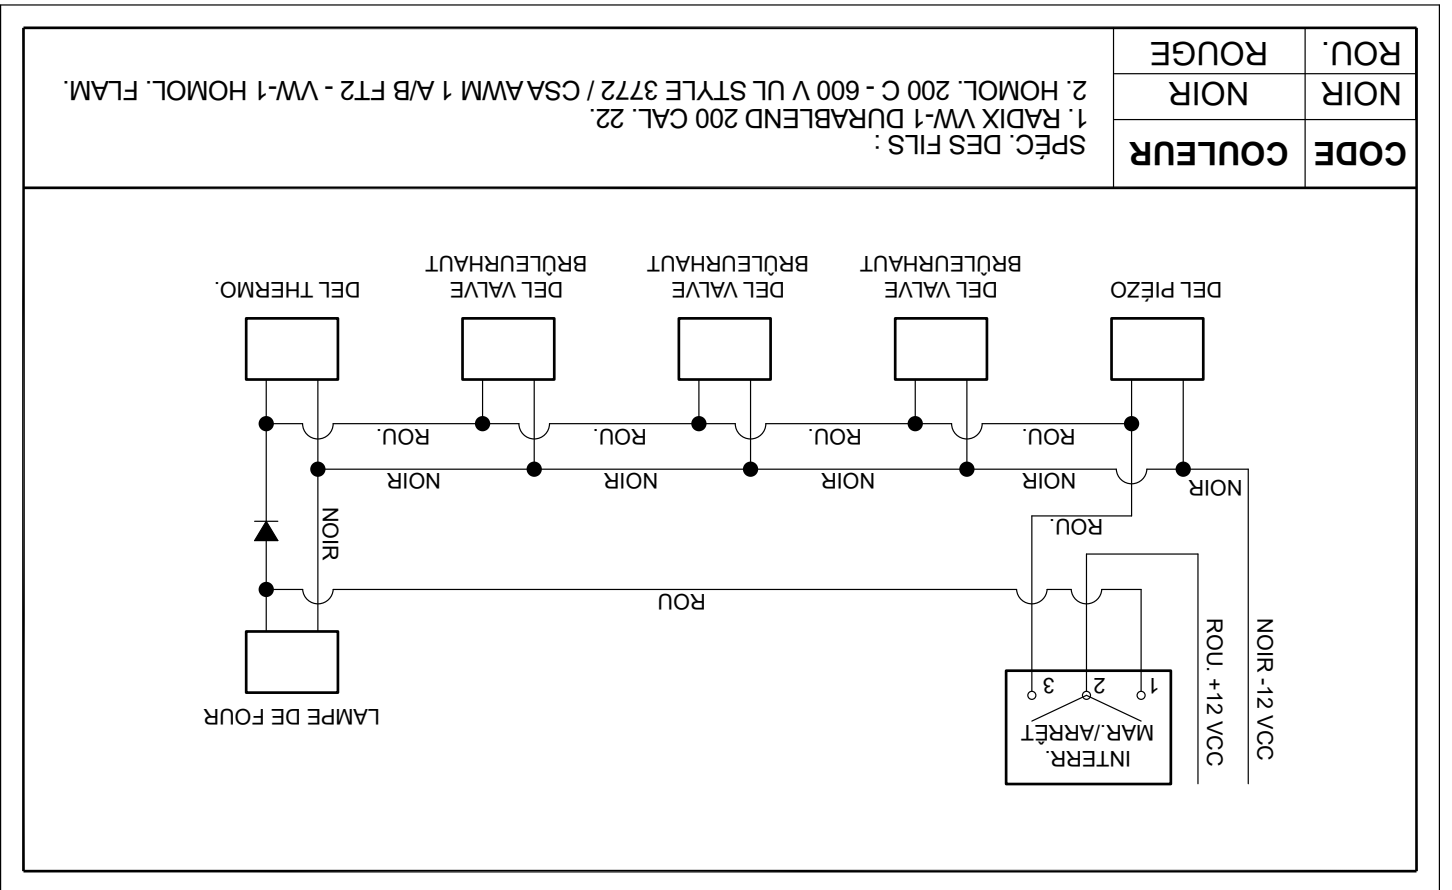 NOIR -12 VCC
ROU. +12 VCC
INTERR.
MAR./ARRÊT
1 2 3
LAMPE DE FOUR
ROU
ROU.
NOIR
NOIR
NOIR
NOIR
NOIR
NOIR
ROU.
ROU.
ROU.
ROU.
DEL PIÉZO
DEL VALVE
BRÛLEURHAUT
DEL VALVE
BRÛLEURHAUT
DEL VALVE
BRÛLEURHAUT
DEL THERMO.
CODE COULEUR
NOIR NOIR
ROU. ROUGE
SPÉC. DES FILS :
1. RADIX VW-1 DURABLEND 200 CAL. 22.
2. HOMOL. 200 C - 600 V UL STYLE 3772 / CSA AWM 1 A/B FT2 - VW-1 HOMOL. FLAM.